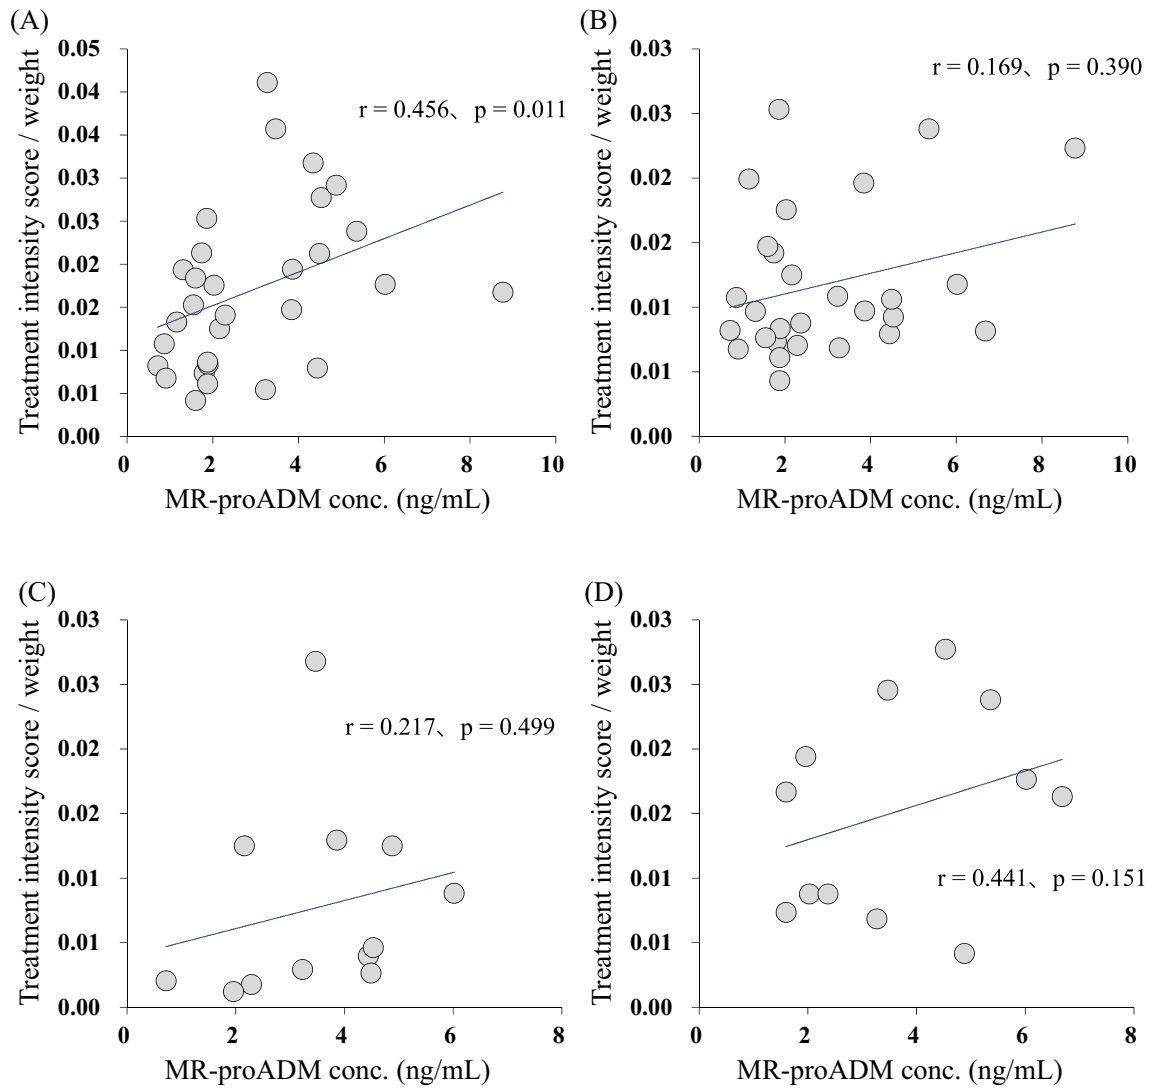 (A)
Treatment intensity score / weight
0.05
0.04
0.04
0.03
0.03
0.02
0.02
0.01
0.01
0.00
r = 0.456、p = 0.011
0 2 4 6 8 10
MR-proADM conc. (ng/mL)
(B)
Treatment intensity score / weight
0.03
0.03
0.02
0.02
0.01
0.01
0.00
r = 0.169、p = 0.390
0 2 4 6 8 10
MR-proADM conc. (ng/mL)
(C)
Treatment intensity score / weight
0.03
0.03
0.02
0.02
0.01
0.01
0.00
r = 0.217、p = 0.499
0 2 4 6 8
MR-proADM conc. (ng/mL)
(D)
Treatment intensity score / weight
0.03
0.03
0.02
0.02
0.01
0.01
0.00
r = 0.441、p = 0.151
0 2 4 6 8
MR-proADM conc. (ng/mL)